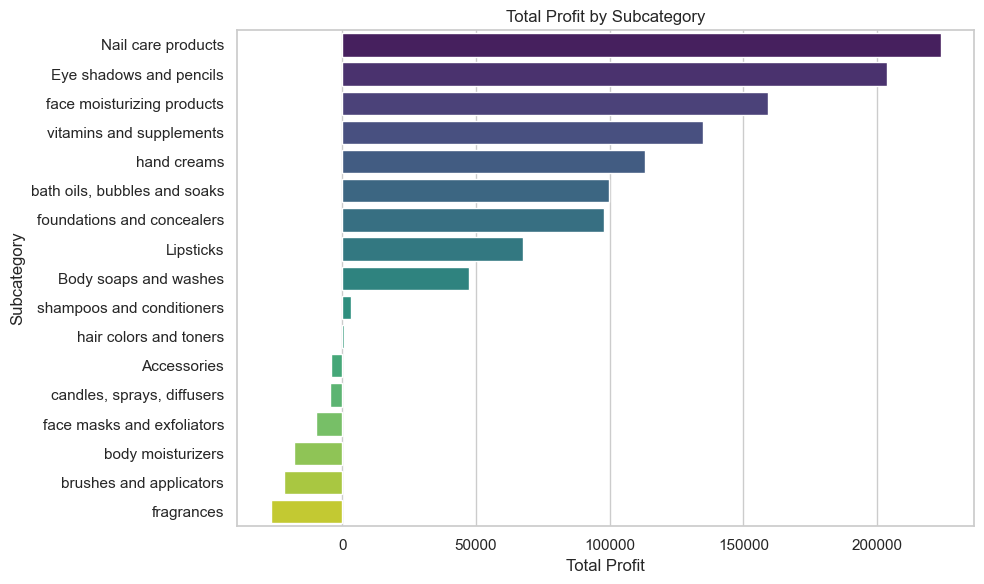 Total Profit by Subcategory
Subcategory
Nail care products
Eye shadows and pencils
face moisturizing products
vitamins and supplements
hand creams
bath oils, bubbles and soaks
foundations and concealers
Lipsticks
Body soaps and washes
shampoos and conditioners
hair colors and toners
Accessories
candles, sprays, diffusers
face masks and exfoliators
body moisturizers
brushes and applicators
fragrances
0 50000 100000 150000 200000
Total Profit